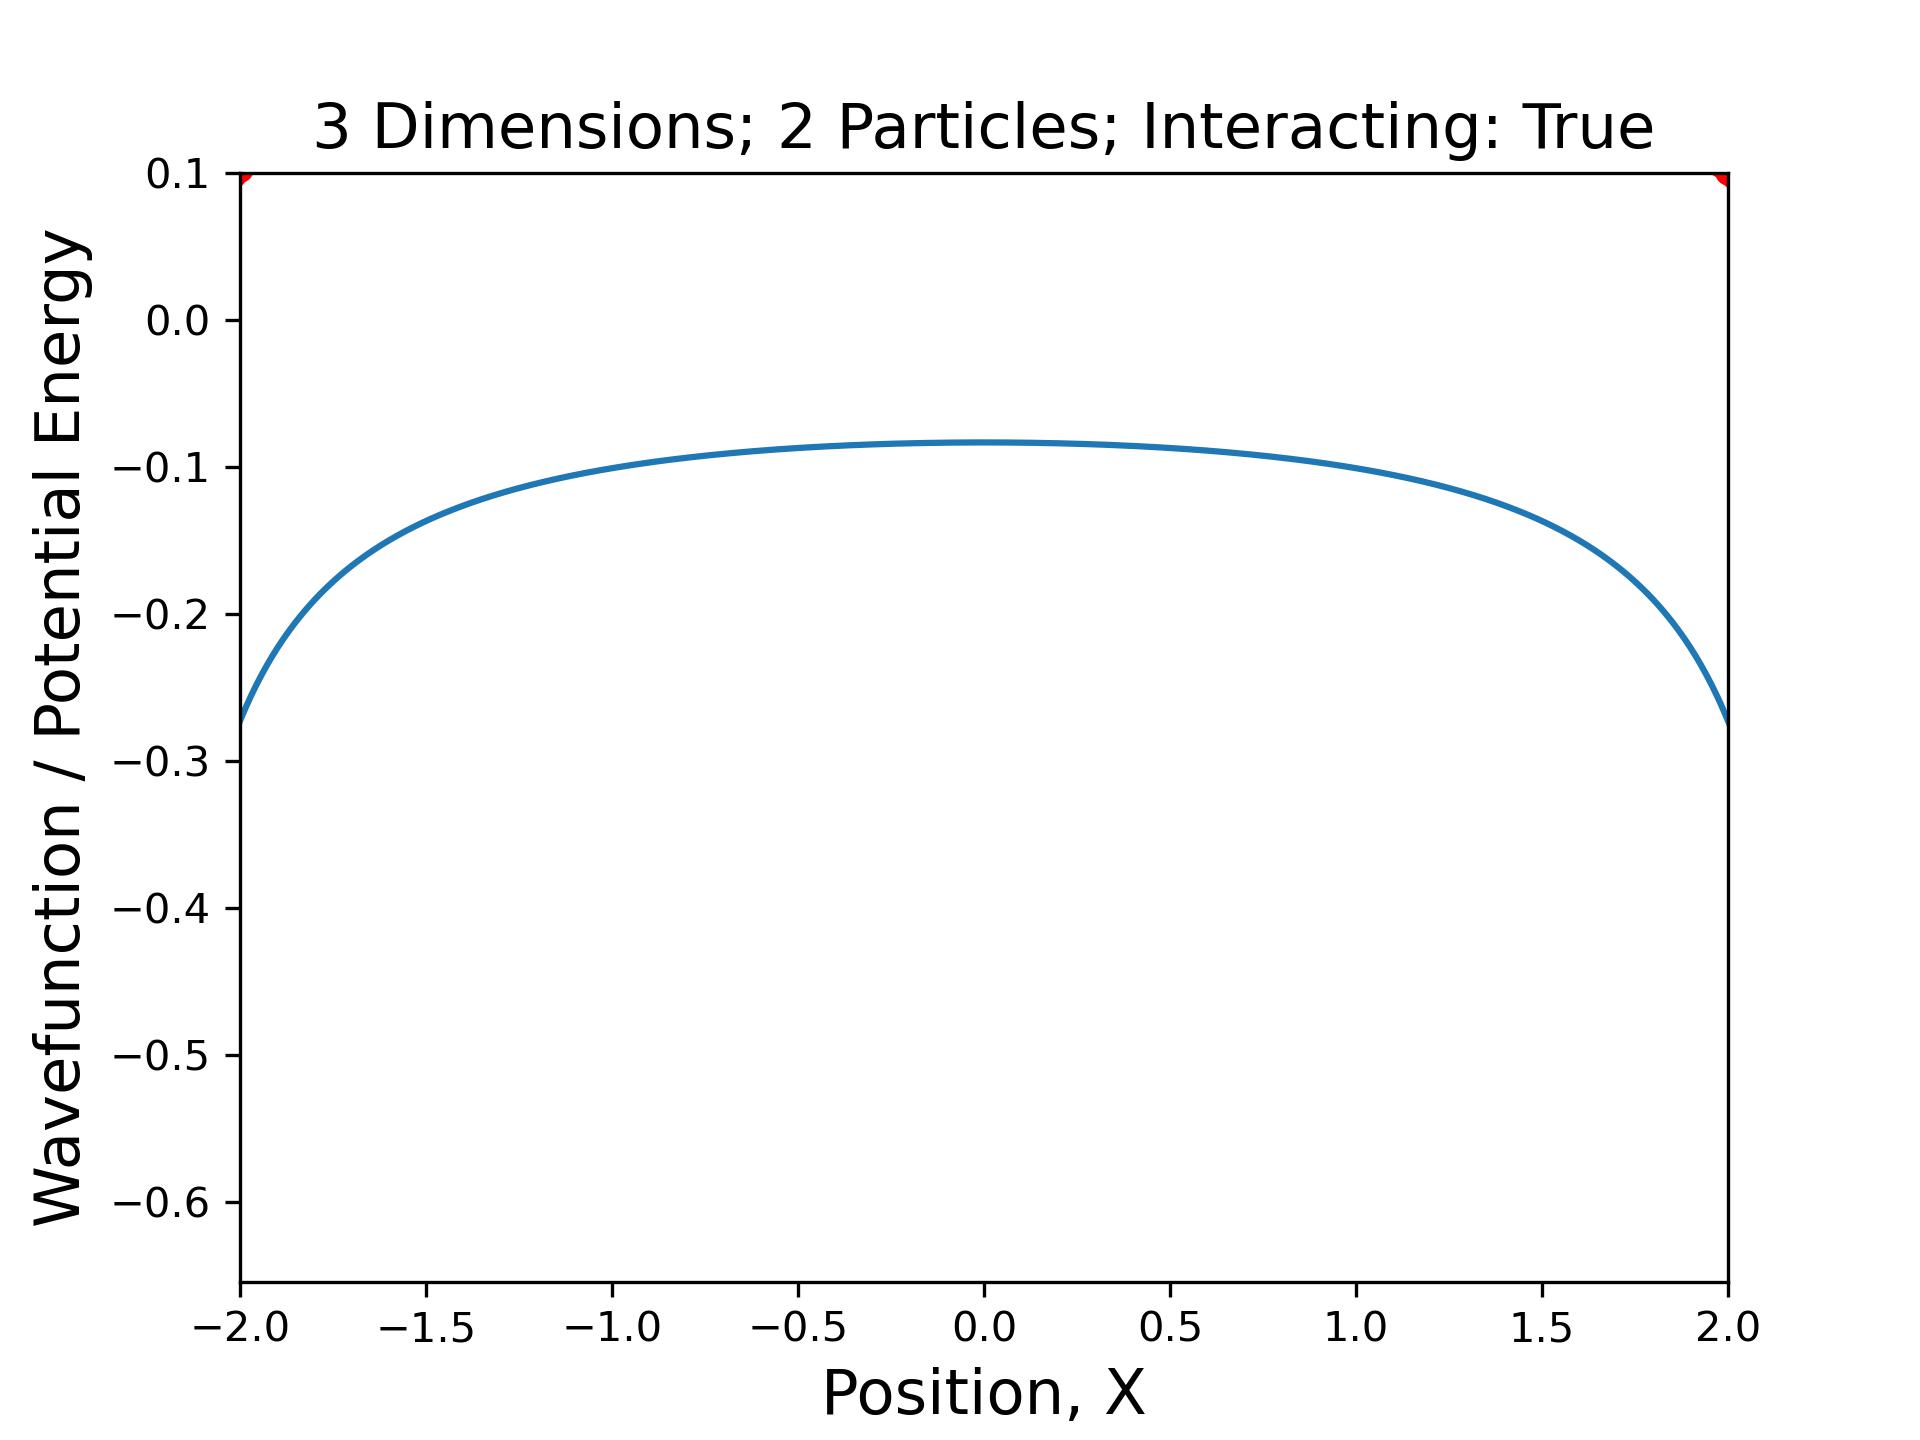 3 Dimensions; 2 Particles; Interacting: True
Wavefunction / Potential Energy
0.1
0.0
−0.1
−0.2
−0.3
−0.4
−0.5
−0.6
−2.0 −1.5 −1.0 −0.5 0.0 0.5 1.0 1.5 2.0
Position, X